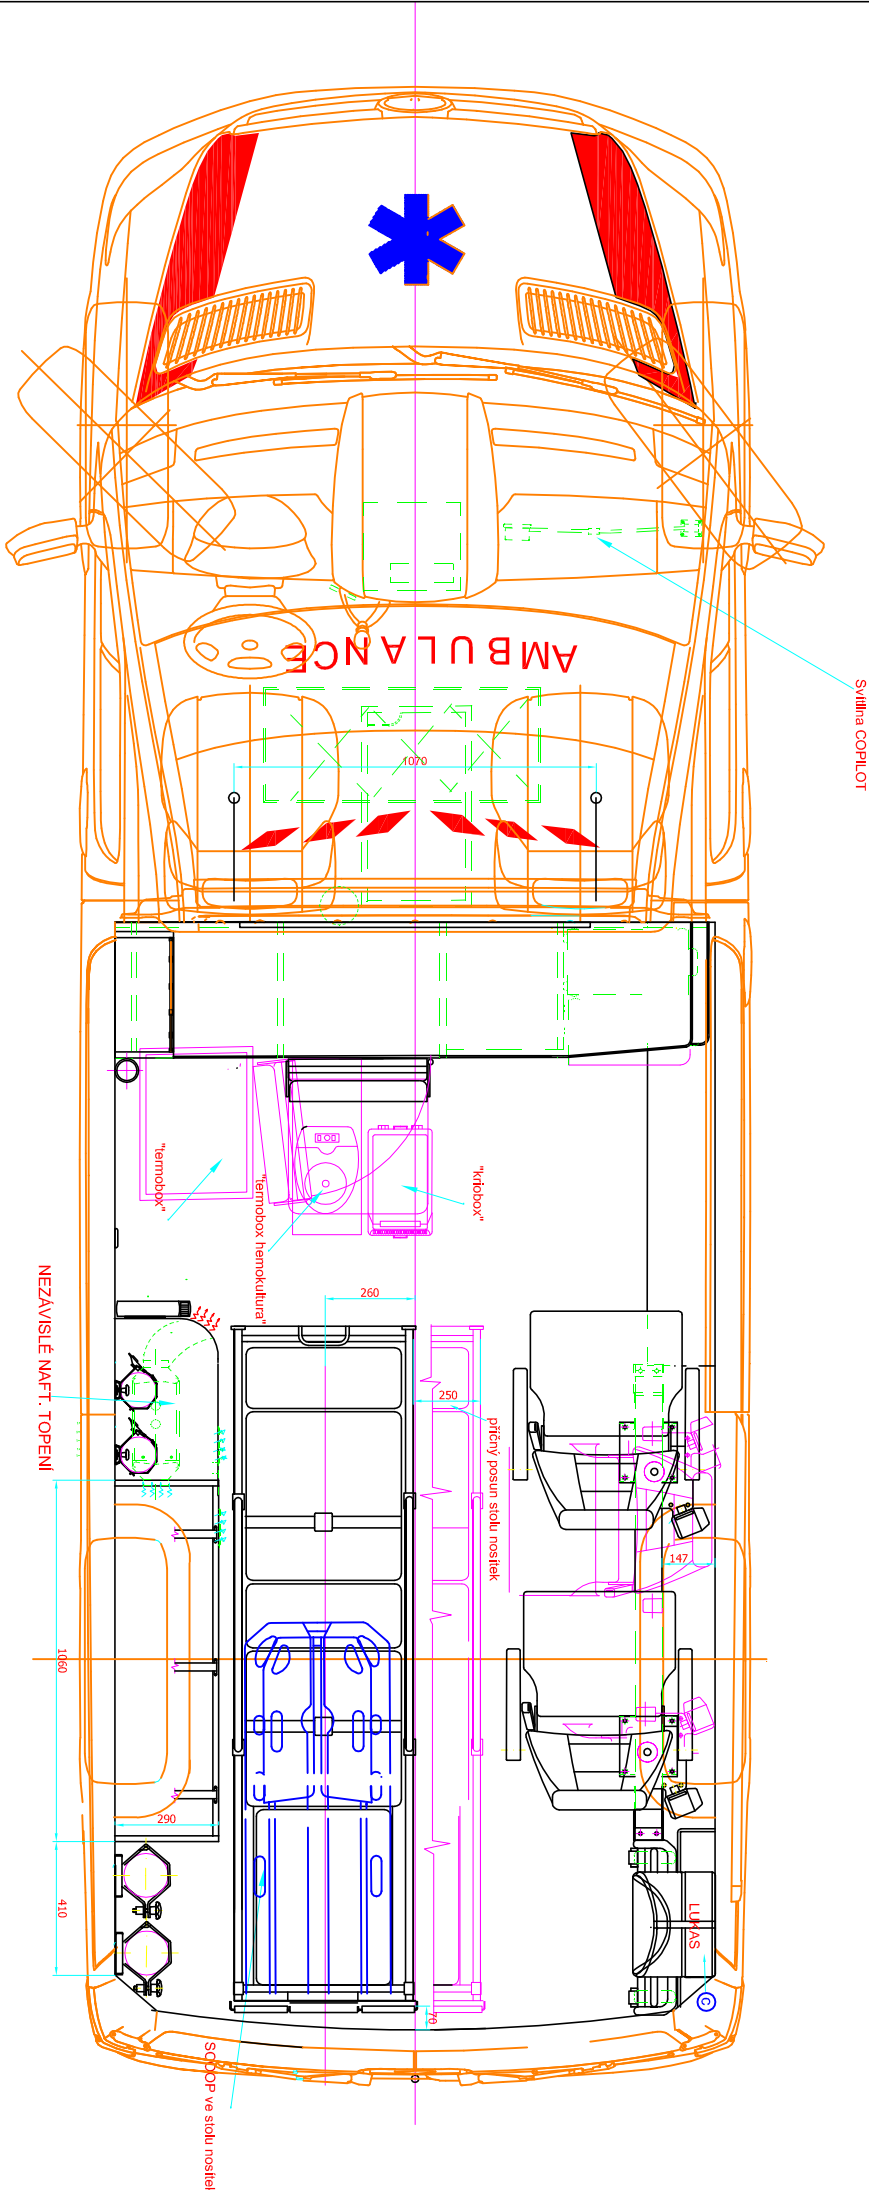 AMBULANCE
Svítilna COPILOT
1070
"termobox"
"termobox hemokultura"
"kriobox"
NEZÁVISLÉ NAFT. TOPENÍ
260
250
příčný posun stolu nosítek
147
1060
290
410
LUKAS
C
70
SCOOP ve stolu nosítek